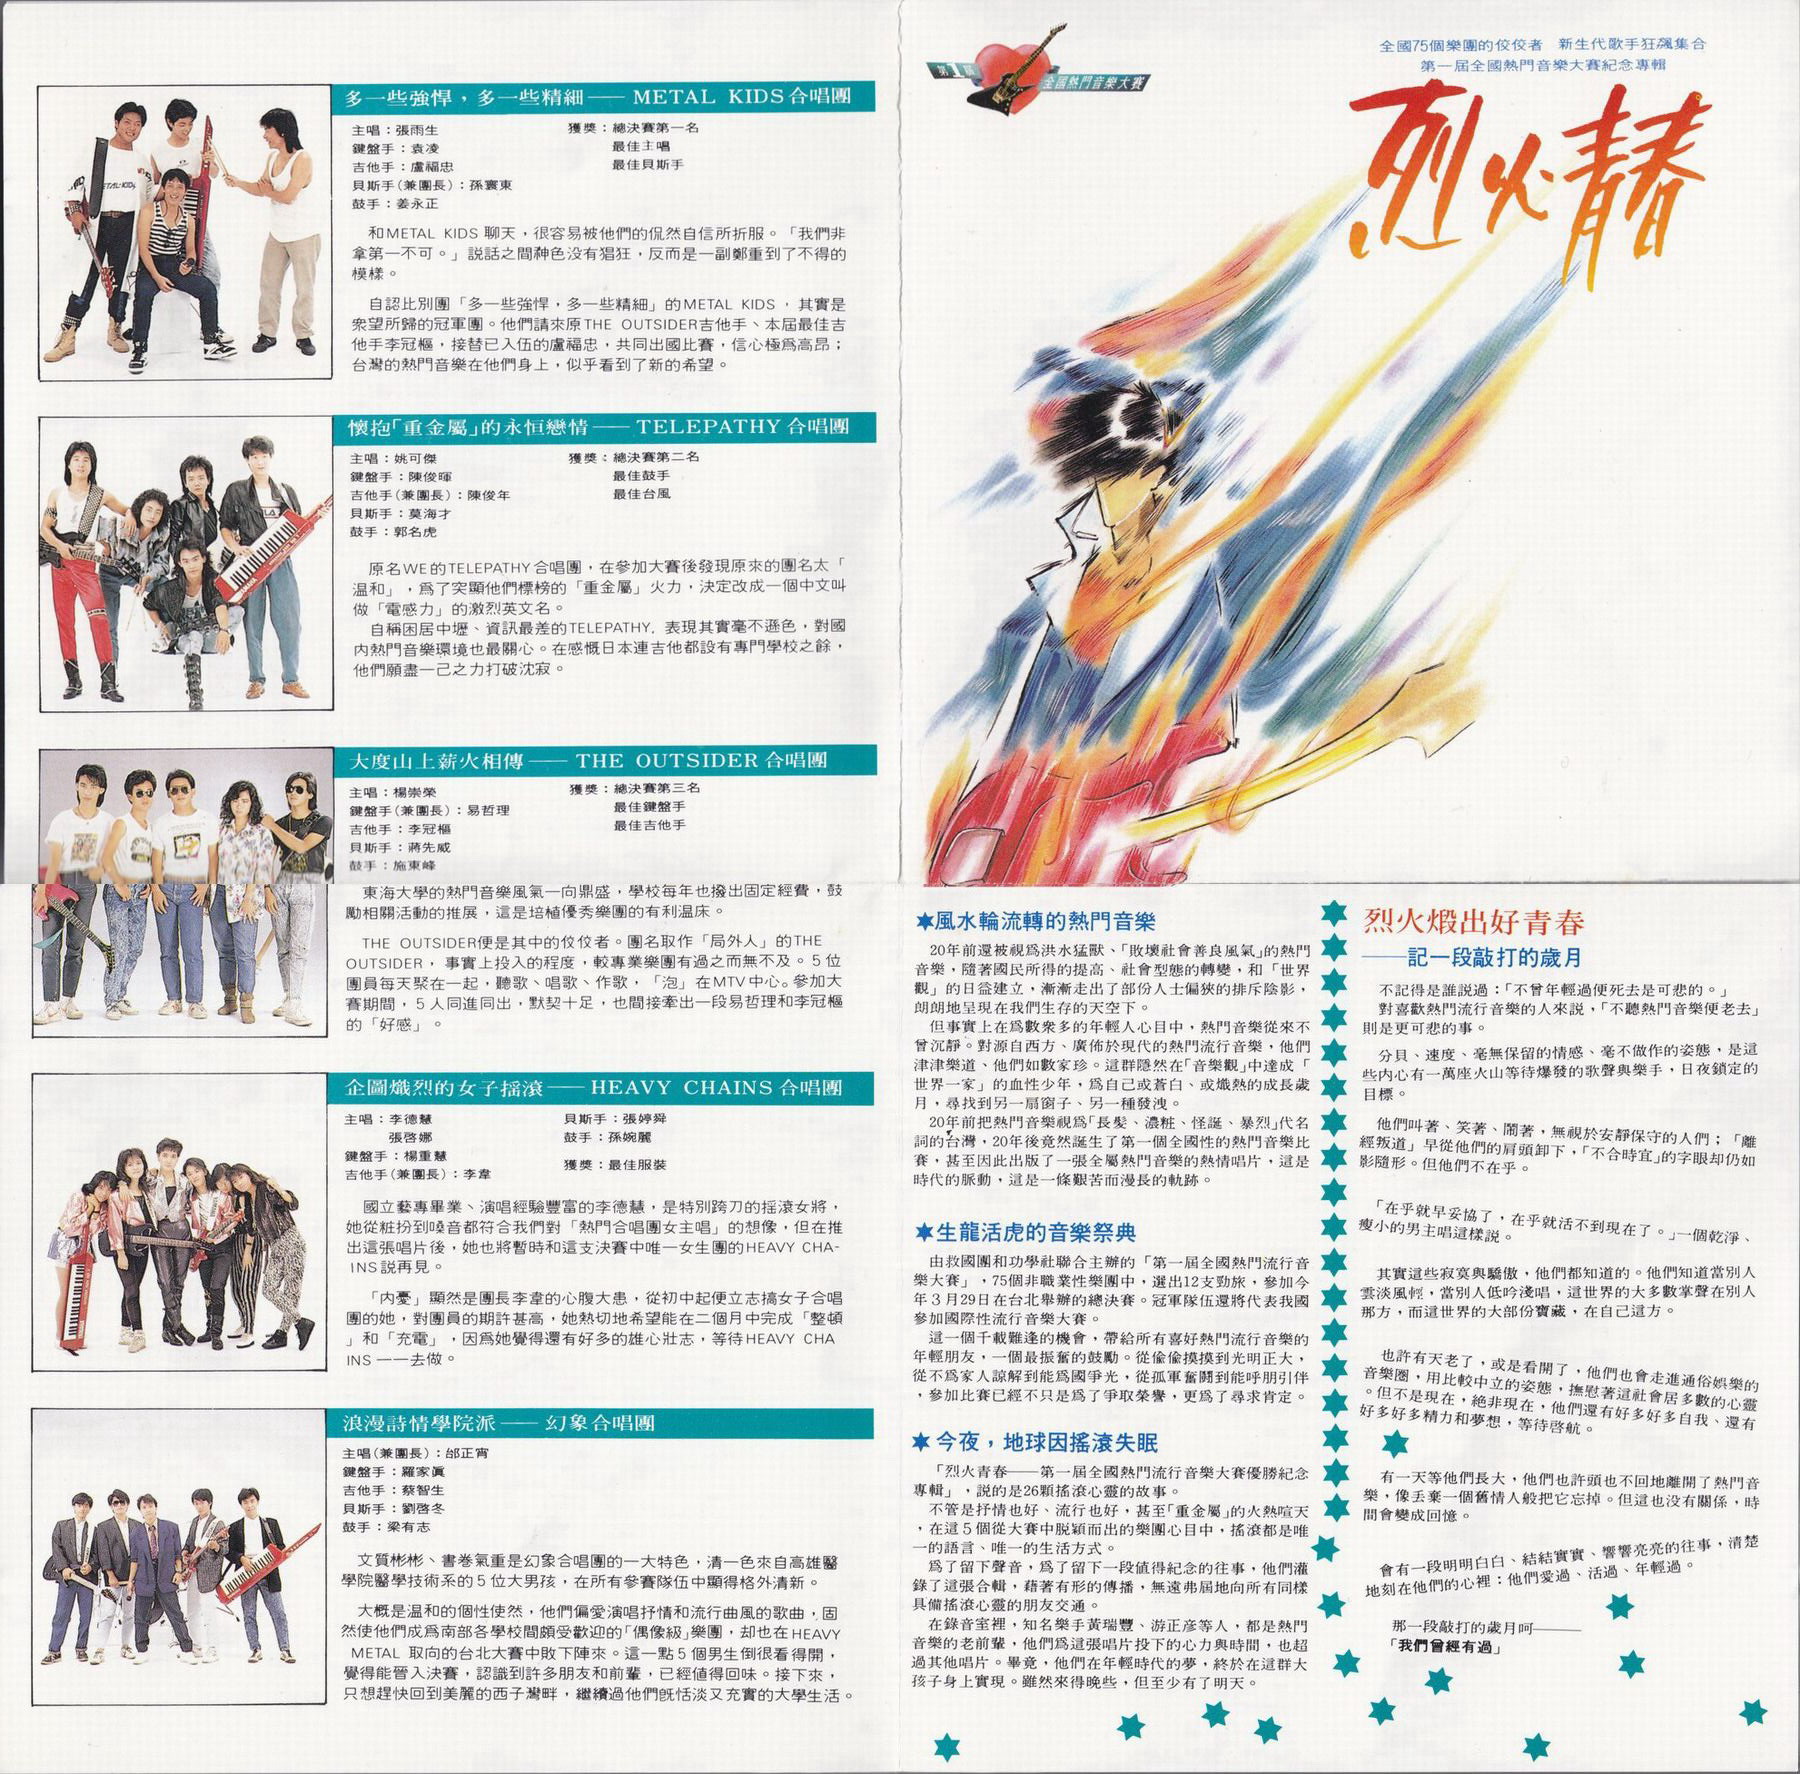 多一些強悍，多一些精細—— METAL KIDS合唱團
主唱：張雨生
鍵盤手：袁凌
吉他手：盧福忠
貝斯手(兼團長)：孫寰東
鼓手：姜永正
獲獎：總決賽第一名
最佳主唱
最佳貝斯手
和METAL KIDS 聊天，很容易被他們的侃然自信所折服。「我們非
拿第一不可。」説話之間神色没有猖狂，反而是一副鄭重到了不得的
模樣。
自認比別團「多一些強悍，多一些精細」的METAL KIDS，其實是
衆望所歸的冠軍團。他們請來原THE OUTSIDER吉他手、本屆最佳吉
他手李冠樞，接替已入伍的盧福忠，共同出國比賽，信心極爲高昂；
台灣的熱門音樂在他們身上，似乎看到了新的希望。
懷抱「重金屬」的永恒戀情—— TELEPATHY 合唱團
主唱：姚可傑
鍵盤手：陳俊暉
吉他手(兼團長)：陳俊年
貝斯手：莫海才
鼓手：郭名虎
獲獎：總決賽第二名
最佳鼓手
最佳台風
原名WE的TELEPATHY合唱團，在參加大賽後發現原來的團名太「
温和」，爲了突顯他們標榜的「重金屬」火力，決定改成一個中文叫
做「電感力」的激烈英文名。
自稱困居中壢、資訊最差的TELEPATHY, 表現其實毫不遜色，對國
内熱門音樂環境也最關心。在感慨日本連吉他都設有專門學校之餘，
他們願盡一己之力打破沈寂。
大度山上薪火相傳—— THE OUTSIDER 合唱團
主唱：楊崇榮
鍵盤手(兼團長)：易哲理
吉他手：李冠樞
貝斯手：蔣先威
鼓手：施東峰
獲獎：總決賽第三名
最佳鍵盤手
最佳吉他手
東海大學的熱門音樂風氣一向鼎盛，學校每年也撥出固定經費，鼓
勵相關活動的推展，這是培植優秀樂團的有利温床。
THE OUTSIDER便是其中的佼佼者。團名取作「局外人」的THE
OUTSIDER，事實上投入的程度，較專業樂團有過之而無不及。5位
團員每天聚在一起，聽歌、唱歌、作歌，「泡」在MTV中心。參加大
賽期間，5人同進同出，默契十足，也間接牽出一段易哲理和李冠樞
的「好感」。
企圖熾烈的女子搖滾—— HEAVY CHAINS 合唱團
主唱：李德慧
張啓娜
鍵盤手：楊重慧
吉他手(兼團長)：李韋
貝斯手：張婷舜
鼓手：孫婉麗
獲獎：最佳服裝
國立藝專畢業、演唱經驗豐富的李德慧，是特別跨刀的搖滾女將，
她從粧扮到嗓音都符合我們對「熱門合唱團女主唱」的想像，但在推
出這張唱片後，她也將暫時和這支決賽中唯一女生團的HEAVY CHA-
INS説再見。
「内憂」顯然是團長李韋的心腹大患，從初中起便立志搞女子合唱
團的她，對團員的期許甚高，她熱切地希望能在二個月中完成「整頓
」和「充電」，因爲她覺得還有好多的雄心壯志，等待HEAVY CHA
INS ——去做。
浪漫詩情學院派—— 幻象合唱團
主唱(兼團長)：邰正宵
鍵盤手：羅家眞
吉他手：蔡智生
貝斯手：劉啓冬
鼓手：梁有志
文質彬彬、書卷氣重是幻象合唱團的一大特色，清一色來自高雄醫
學院醫學技術系的5位大男孩，在所有參賽隊伍中顯得格外清新。
大概是温和的個性使然，他們偏愛演唱抒情和流行曲風的歌曲，固
然使他們成爲南部各學校間頗受歡迎的「偶像級」樂團，却也在HEAVY
METAL 取向的台北大賽中敗下陣來。這一點5個男生倒很看得開，
覺得能晉入決賽，認識到許多朋友和前輩，已經值得回味。接下來，
只想趕快回到美麗的西子灣畔，繼續過他們旣恬淡又充實的大學生活。
第1屆
全國熱門音樂大賽
全國75個樂團的佼佼者 新生代歌手狂飈集合
第一屆全國熱門音樂大賽紀念專輯
烈火青春
★風水輪流轉的熱門音樂
20年前還被視爲洪水猛獸、「敗壞社會善良風氣」的熱門
音樂，隨著國民所得的提高、社會型態的轉變，和「世界
觀」的日益建立，漸漸走出了部份人士偏狹的排斥陰影，
朗朗地呈現在我們生存的天空下。
但事實上在爲數衆多的年輕人心目中，熱門音樂從來不
曾沉靜。對源自西方、廣佈於現代的熱門流行音樂，他們
津津樂道、他們如數家珍。這群隱然在「音樂觀」中達成「
世界一家」的血性少年，爲自己或蒼白、或熾熱的成長歲
月，尋找到另一扇窗子、另一種發洩。
20年前把熱門音樂視爲「長髮、濃粧、怪誕、暴烈」代名
詞的台灣，20年後竟然誕生了第一個全國性的熱門音樂比
賽，甚至因此出版了一張全屬熱門音樂的熱情唱片，這是
時代的脈動，這是一條艱苦而漫長的軌跡。
★生龍活虎的音樂祭典
由救國團和功學社聯合主辦的「第一屆全國熱門流行音
樂大賽」，75個非職業性樂團中，選出12支勁旅，參加今
年3月29日在台北舉辦的總決賽。冠軍隊伍還將代表我國
參加國際性流行音樂大賽。
這一個千載難逢的機會，帶給所有喜好熱門流行音樂的
年輕朋友，一個最振奮的鼓勵。從偷偷摸摸到光明正大，
從不爲家人諒解到能爲國爭光，從孤軍奮鬪到能呼朋引伴
，參加比賽已經不只是爲了爭取榮譽，更爲了尋求肯定。
★今夜，地球因搖滾失眠
「烈火青春——第一屆全國熱門流行音樂大賽優勝紀念
專輯」，説的是26顆搖滾心靈的故事。
不管是抒情也好、流行也好，甚至「重金屬」的火熱喧天
，在這5個從大賽中脱穎而出的樂團心目中，搖滾都是唯
一的語言、唯一的生活方式。
爲了留下聲音，爲了留下一段値得紀念的往事，他們灌
錄了這張合輯，藉著有形的傳播，無遠弗屆地向所有同樣
具備搖滾心靈的朋友交通。
在錄音室裡，知名樂手黃瑞豐、游正彦等人，都是熱門
音樂的老前輩，他們爲這張唱片投下的心力與時間，也超
過其他唱片。畢竟，他們在年輕時代的夢，終於在這群大
孩子身上實現。雖然來得晚些，但至少有了明天。
烈火煅出好青春
——記一段敲打的歲月
不記得是誰説過：「不曾年輕過便死去是可悲的。」
對喜歡熱門流行音樂的人來説，「不聽熱門音樂便老去」
則是更可悲的事。
分貝、速度、毫無保留的情感、毫不做作的姿態，是這
些内心有一萬座火山等待爆發的歌聲與樂手，日夜鎖定的
目標。
他們叫著、笑著、鬧著，無視於安靜保守的人們；「離
經叛道」早從他們的肩頭卸下，「不合時宜」的字眼却仍如
影隨形。但他們不在乎。
「在乎就早妥協了，在乎就活不到現在了。」一個乾淨、
瘦小的男主唱這樣説。
其實這些寂寞與驕傲，他們都知道的。他們知道當別人
雲淡風輕，當別人低吟淺唱，這世界的大多數掌聲在別人
那方，而這世界的大部份寶藏，在自己這方。
也許有天老了，或是看開了，他們也會走進通俗娛樂的
音樂圈，用比較中立的姿態，撫慰著這社會居多數的心靈
。但不是現在，絶非現在，他們還有好多好多自我、還有
好多好多精力和夢想，等待啓航。
有一天等他們長大，他們也許頭也不回地離開了熱門音
樂，像丟棄一個舊情人般把它忘掉。但這也没有關係，時
間會變成回憶。
會有一段明明白白、結結實實、響響亮亮的往事，清楚
地刻在他們的心裡：他們愛過、活過、年輕過。
那一段敲打的歲月呵——
「我們曾經有過」